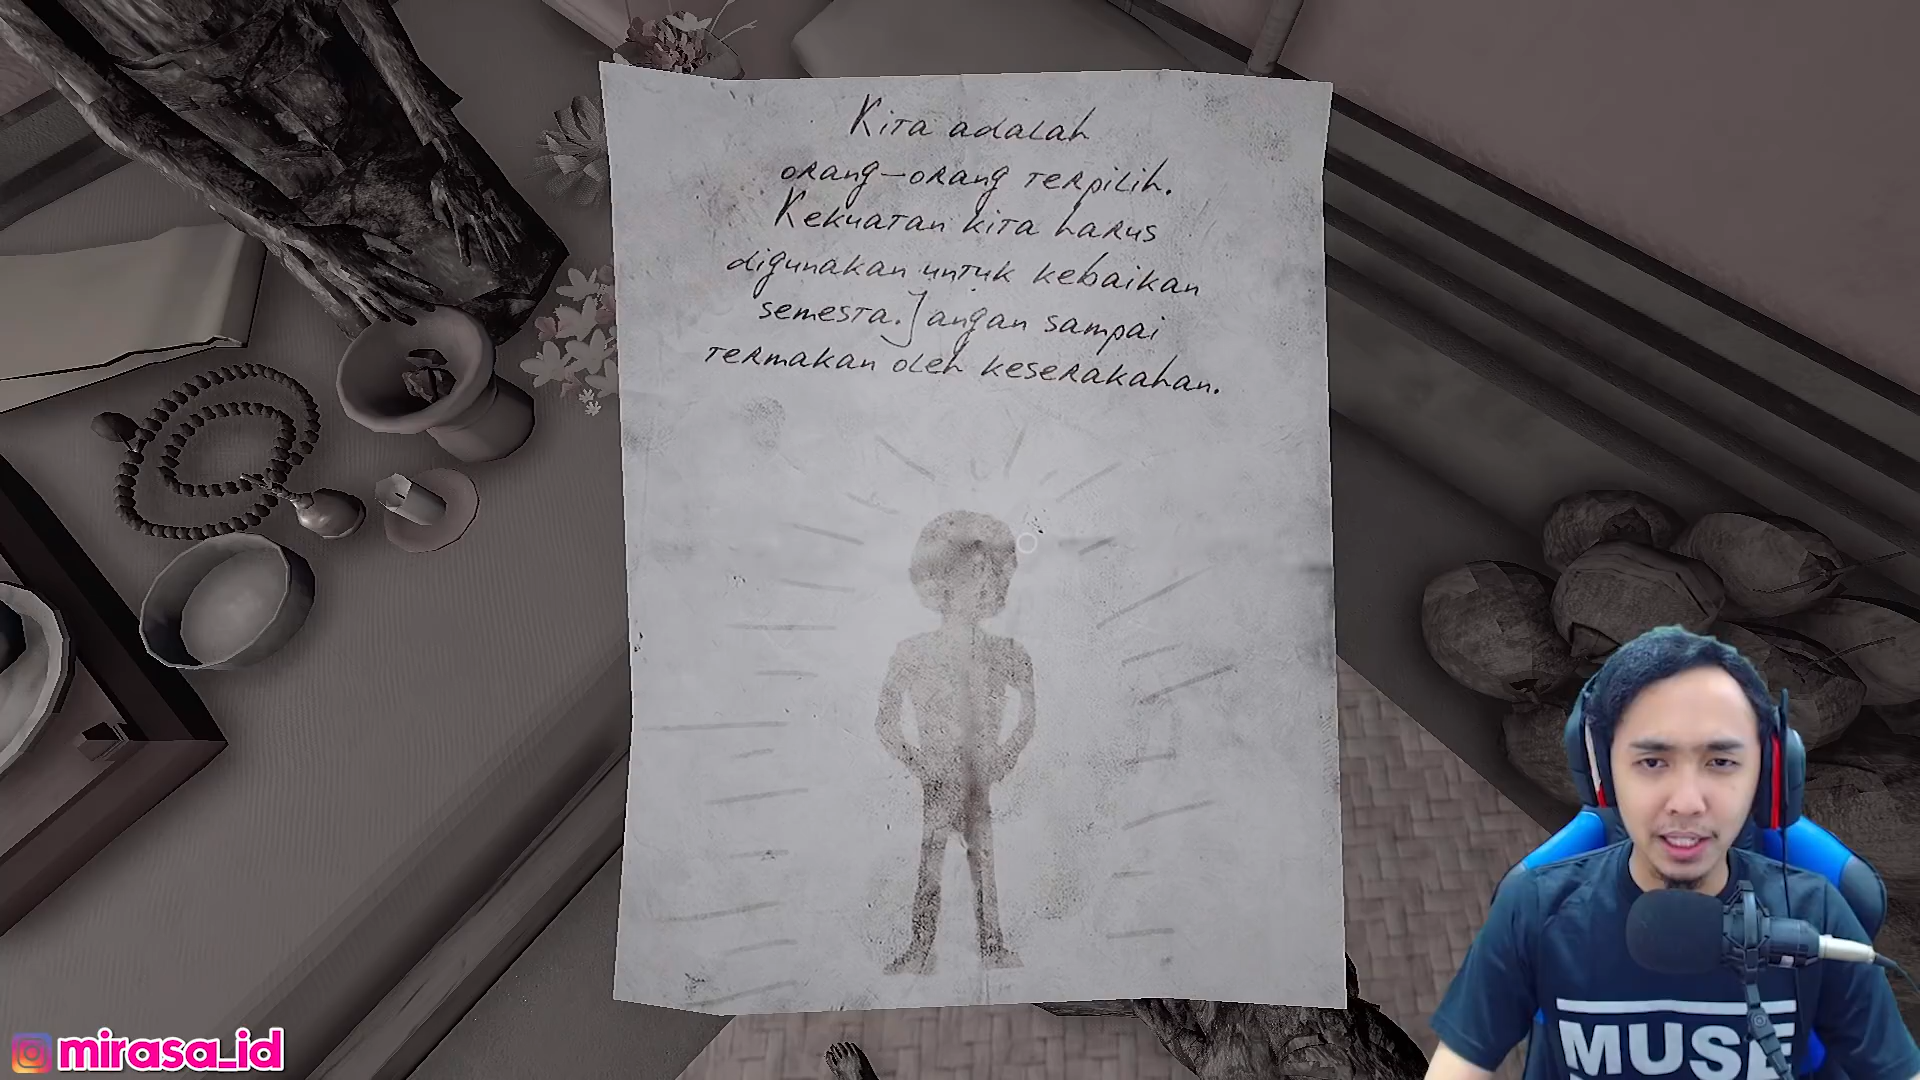 Kita adalah
orang-orang terpilih.
Kekuatan kita harus
digunakan untuk kebaikan
semesta. Jangan sampai
termakan oleh keserakahan.
mirasa_id
MUSE